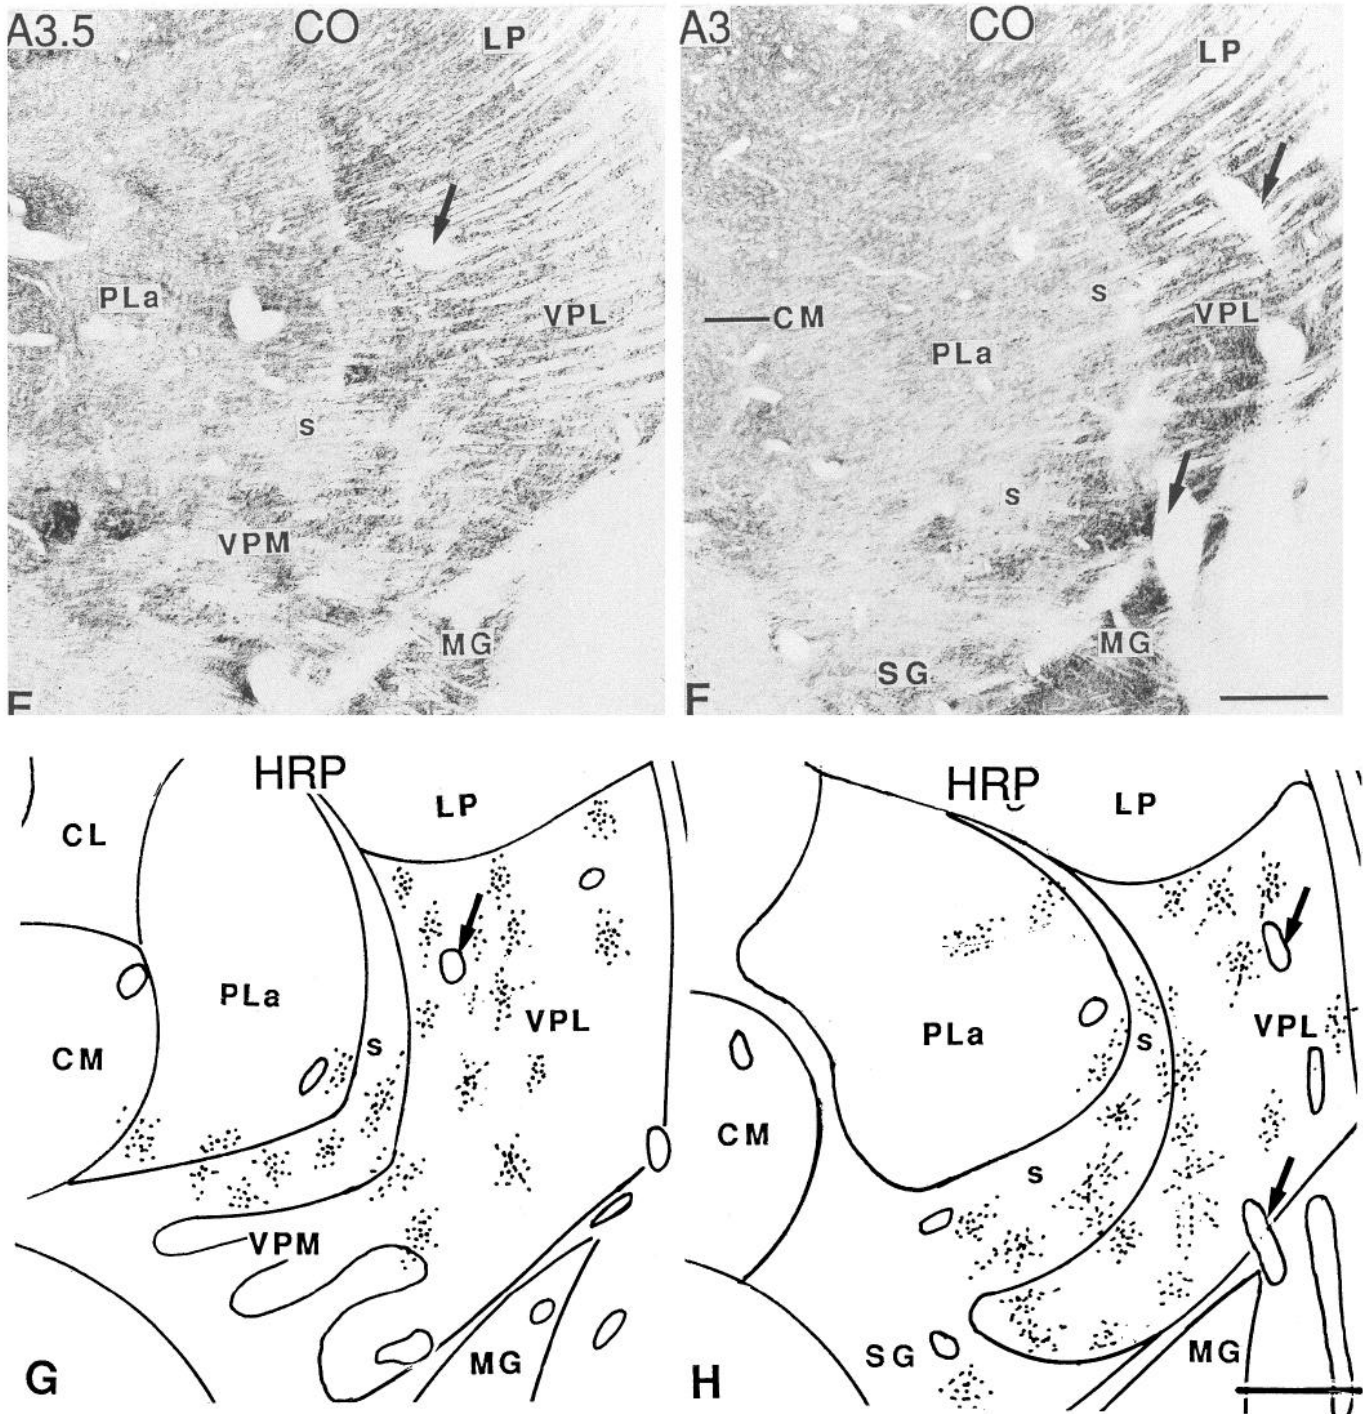 A3.5 CO LP
PLa VPL
s
VPM
MG
E
A3 CO LP
s
CM VPL
PLa
s
MG
SG
F
HRP
LP
CL
PLa
VPL
s
CM
VPM
MG
G
HRP
LP
VPL
PLa
s
CM
s
SG
MG
H